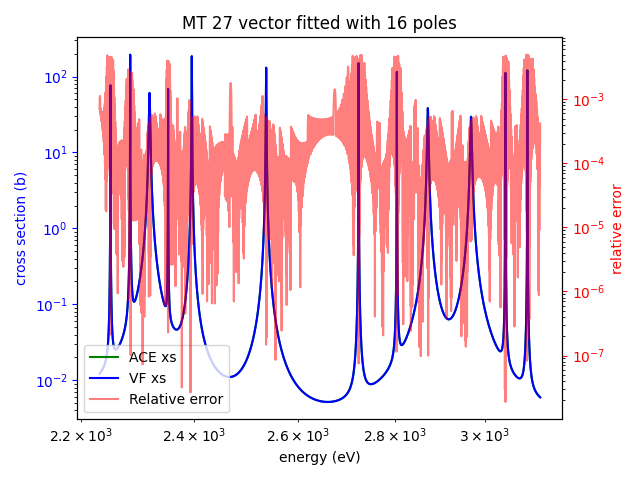 MT 27 vector fitted with 16 poles
10²
10¹
10⁰
10⁻¹
10⁻²
cross section (b)
10⁻³
10⁻⁴
10⁻⁵
10⁻⁶
10⁻⁷
relative error
ACE xs
VF xs
Relative error
2.2 × 10³ 2.4 × 10³ 2.6 × 10³ 2.8 × 10³ 3 × 10³
energy (eV)